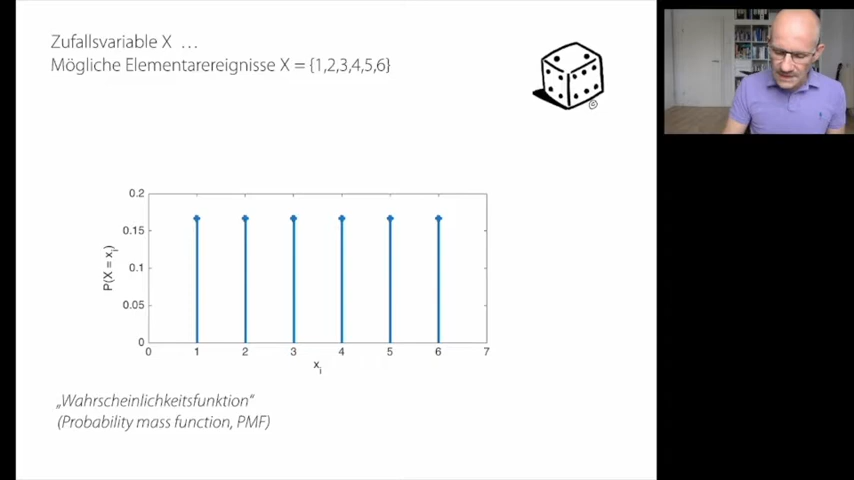 Zufallsvariable X …
Mögliche Elementarereignisse X = {1,2,3,4,5,6}
0.2
0.15
0.1
0.05
0
P(X = xi)
0 1 2 3 4 5 6 7
xi
„Wahrscheinlichkeitsfunktion“
(Probability mass function, PMF)